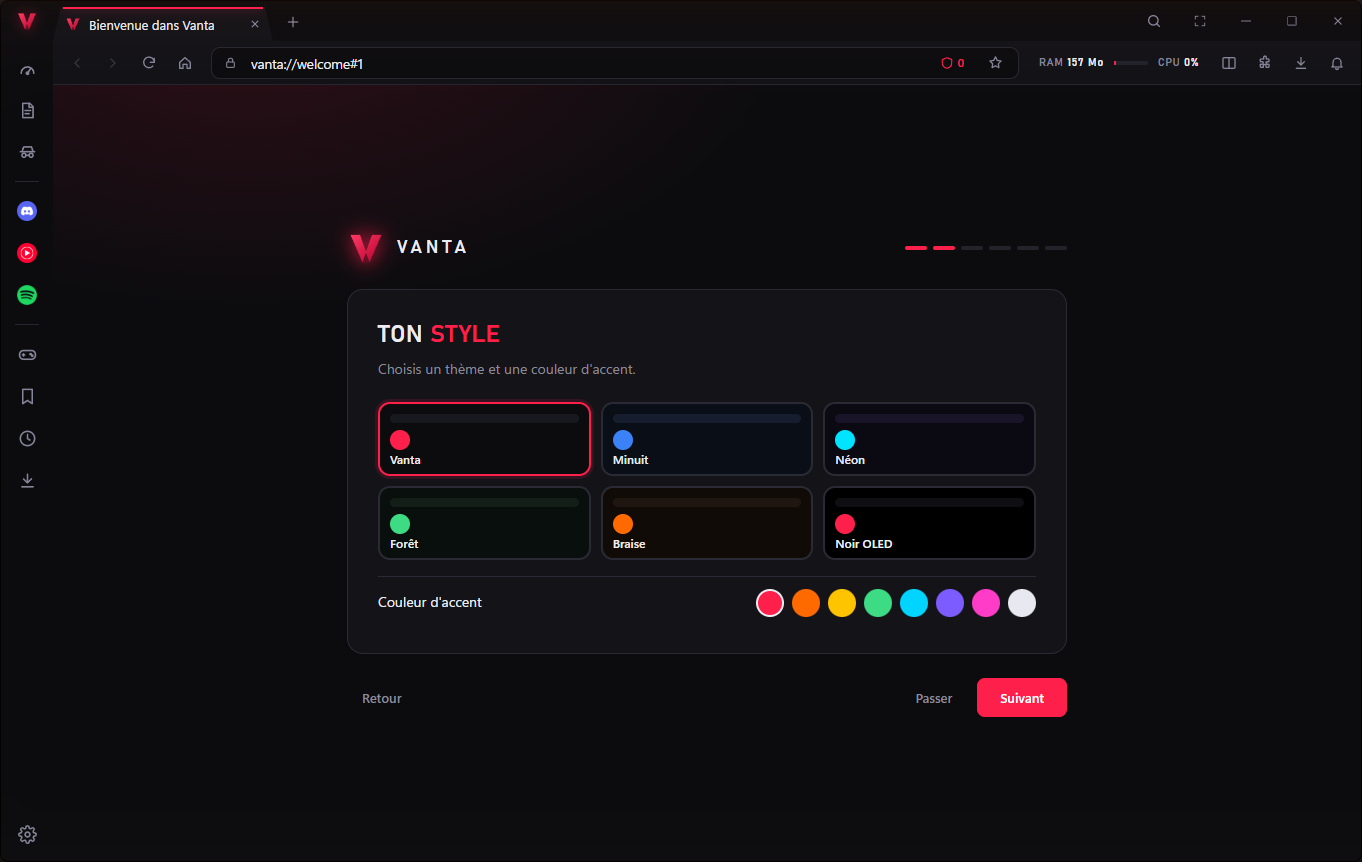 Bienvenue dans Vanta
vanta://welcome#1
0
RAM 157 Mo
CPU 0%
VANTA
TON STYLE
Choisis un thème et une couleur d'accent.
Vanta
Minuit
Néon
Forêt
Braise
Noir OLED
Couleur d'accent
Retour
Passer
Suivant